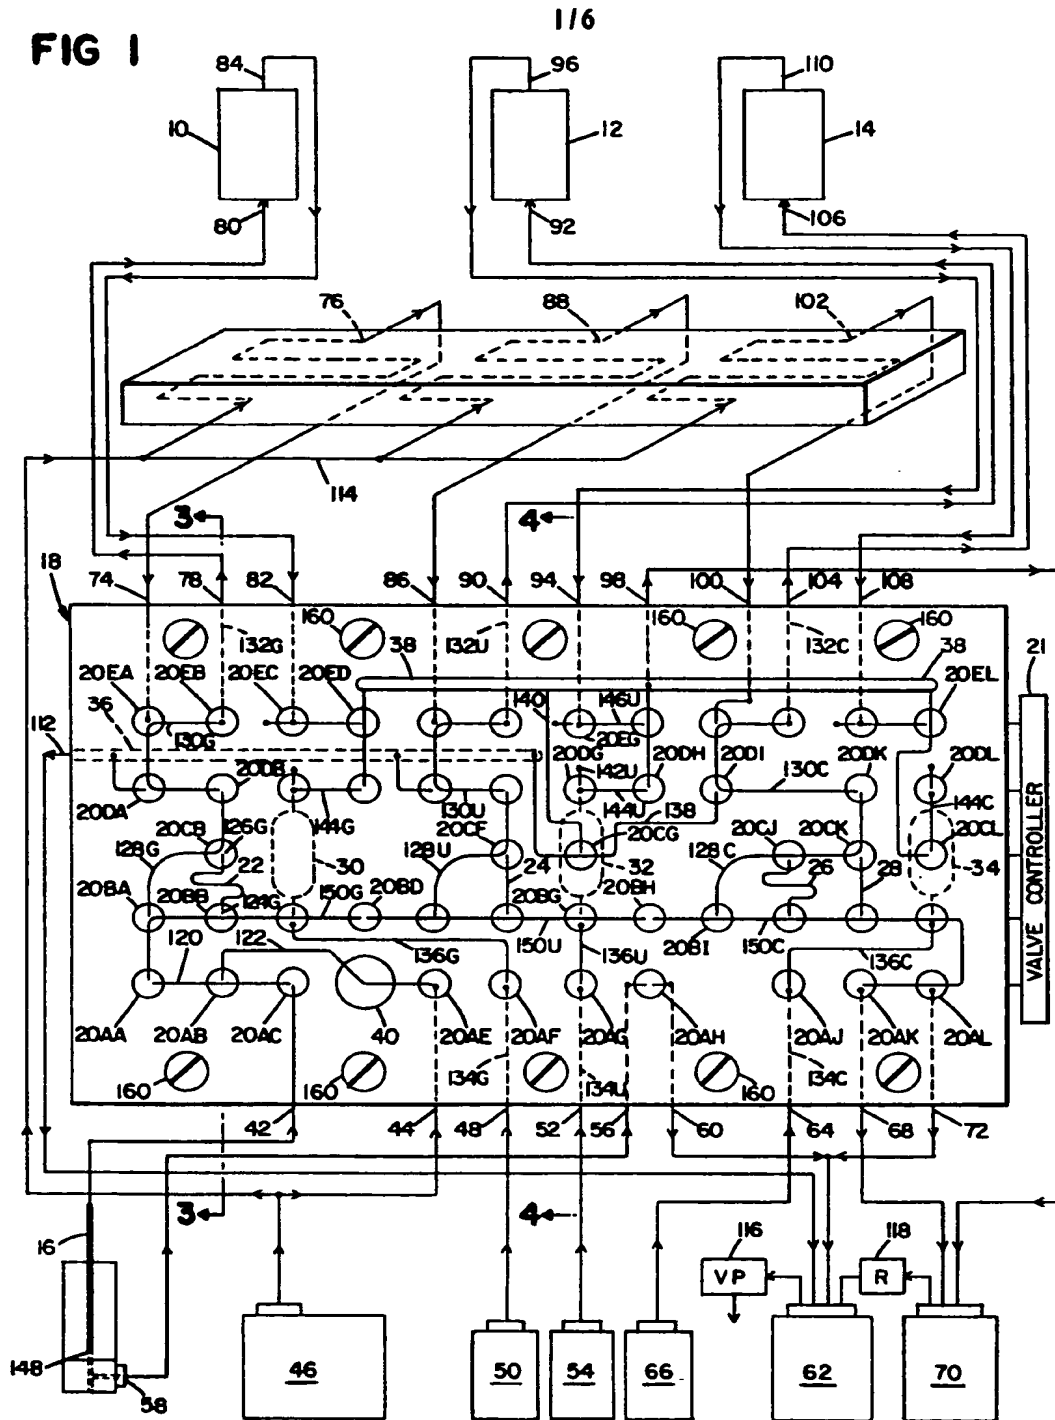 1/6
FIG 1
84 96 110
10 12 14
80 92 106
76 88 102
114
3 4
18 74 78 82 86 90 94 98 100 104 108
160 160 160
132G 38 132U 132C 38 21
20EA 20EB 20EC 20ED 20EL
36 140 146U
112 130G 20EG
20DB 20DG 20DH 20DI 20DK 20DL
142U 130C
20DA 144G 130U 144U 138 144C
20CB 126G 20CF 20CG 20CJ 20CK 20CL
128G 22 30 128U 24 32 128C 26 28 34
20BA 20BB 124G 150G 20BD 20BG 20BH
150U 20BI 150C
120 122 136G 136U 136C
20AA 20AB 20AC 40 20AE 20AF 20AG 20AH 20AJ 20AK 20AL
134G 134U 134C
160 160 160
VALVE CONTROLLER
42 44 48 52 56 60 64 68 72
3 4
16 116 118
VP R
148 58 46 50 54 66 62 70